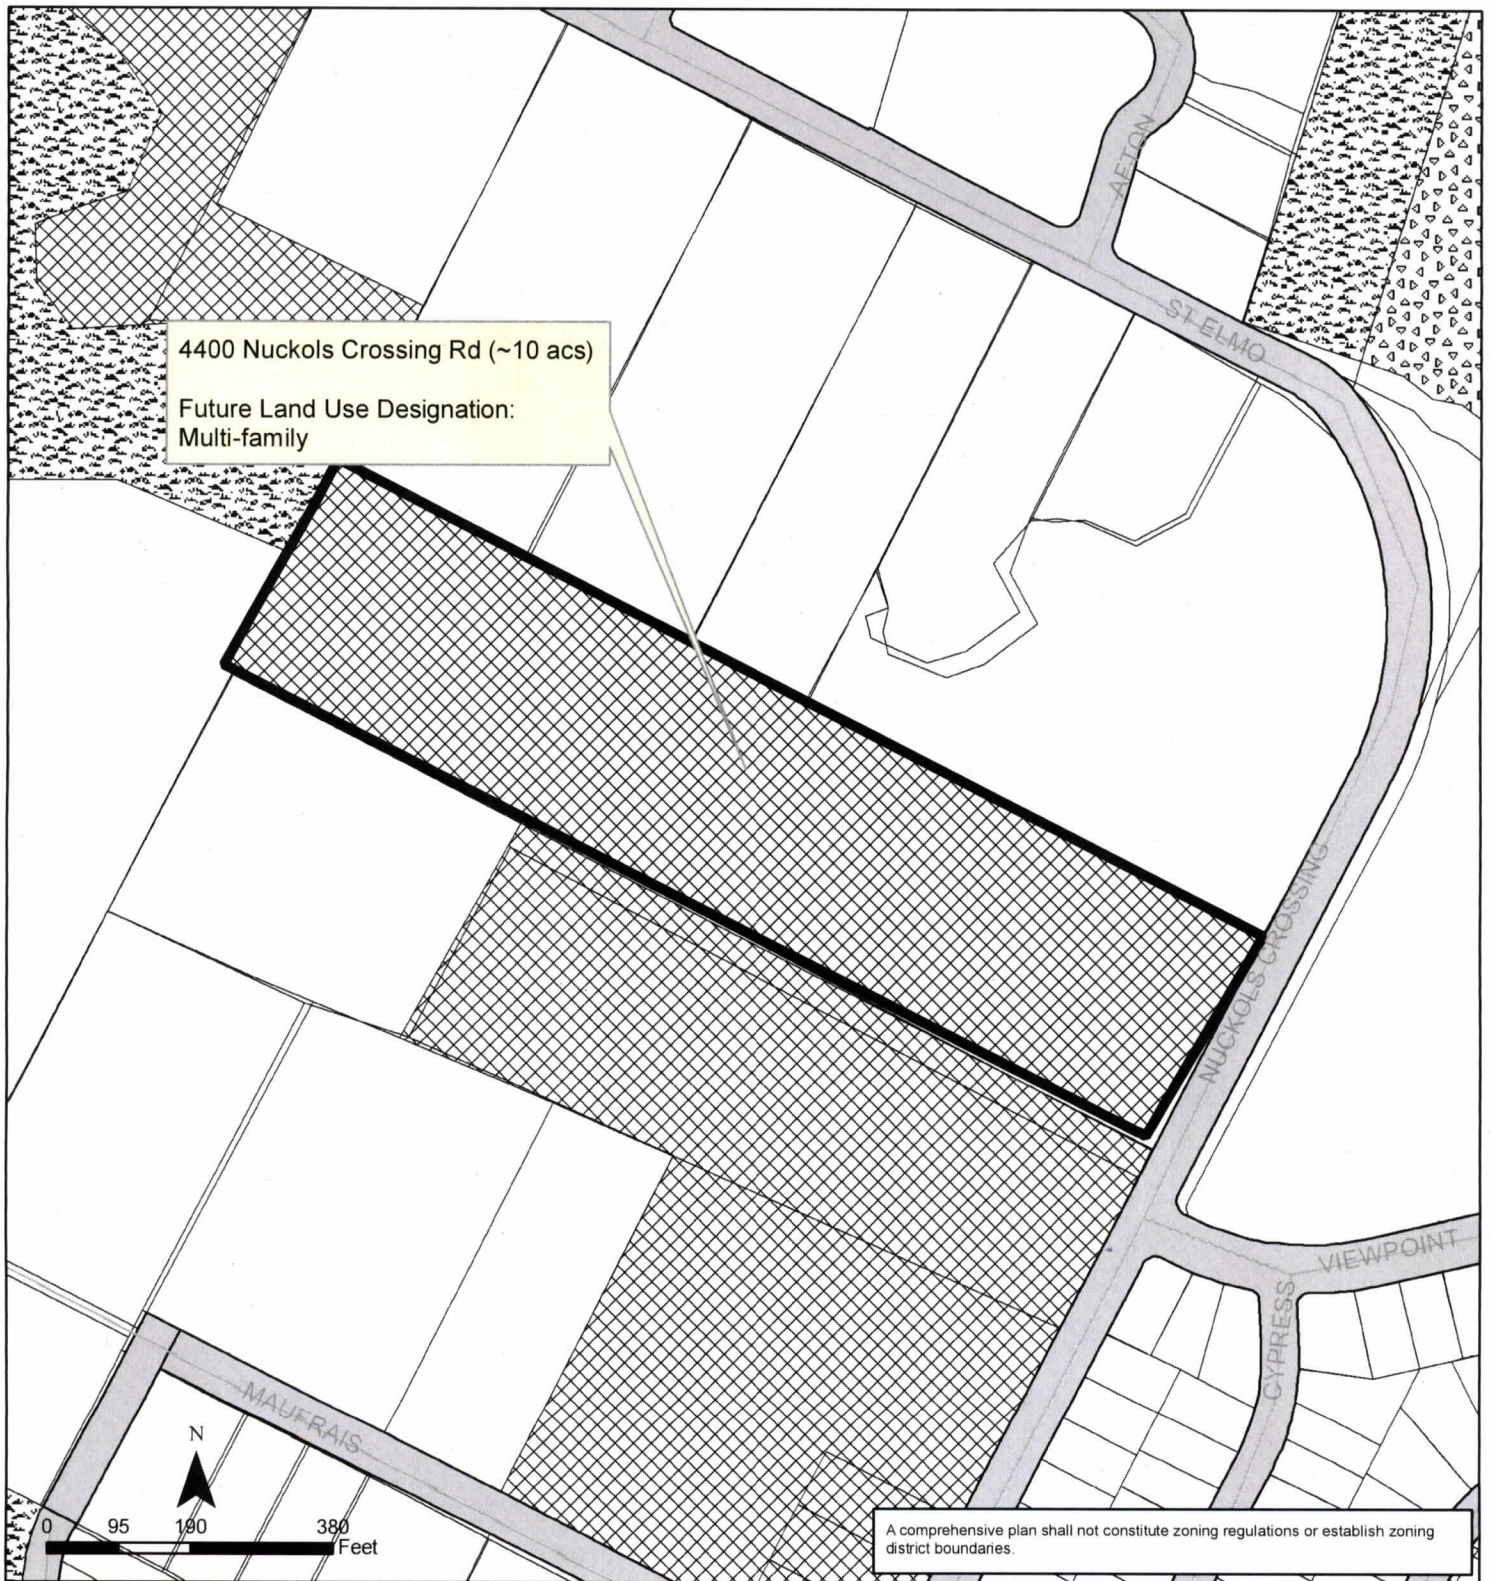 AFTON
ST ELMO
4400 Nuckols Crossing Rd (~10 acs)
Future Land Use Designation:
Multi-family
NUCKOLS CROSSING
VIEWPOINT
CYPRESS
MAUFRAIS
N
0 95 190 380
Feet
A comprehensive plan shall not constitute zoning regulations or establish zoning
district boundaries.